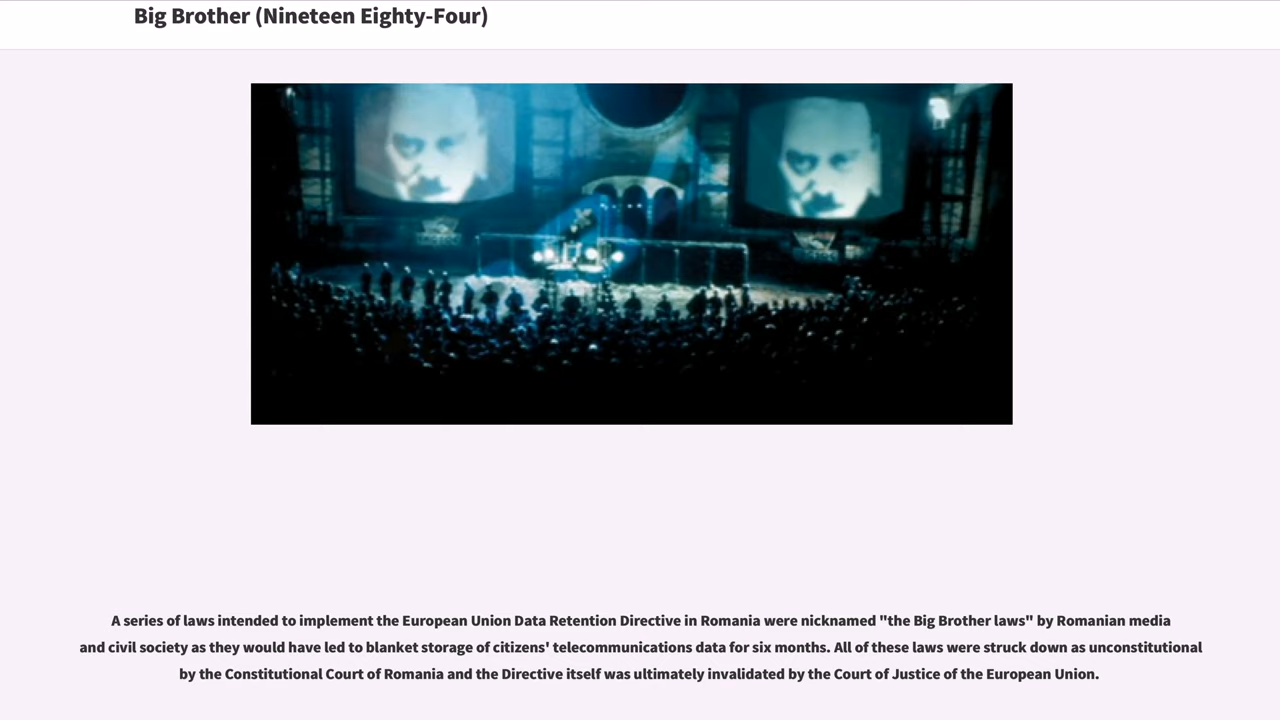 Big Brother (Nineteen Eighty-Four)
A series of laws intended to implement the European Union Data Retention Directive in Romania were nicknamed "the Big Brother laws" by Romanian media
and civil society as they would have led to blanket storage of citizens' telecommunications data for six months. All of these laws were struck down as unconstitutional
by the Constitutional Court of Romania and the Directive itself was ultimately invalidated by the Court of Justice of the European Union.